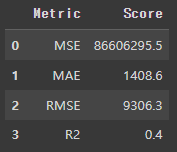 Metric Score
0 MSE 86606295.5
1 MAE 1408.6
2 RMSE 9306.3
3 R2 0.4